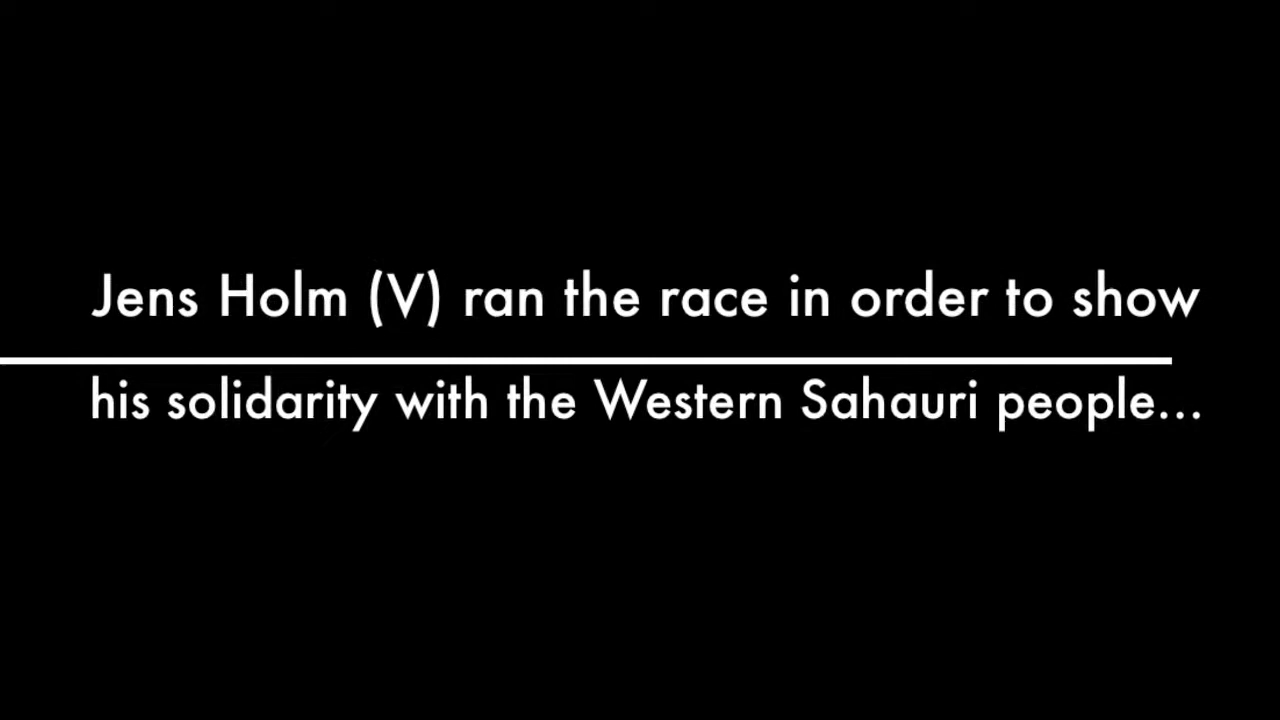 Jens Holm (V) ran the race in order to show
his solidarity with the Western Sahauri people...